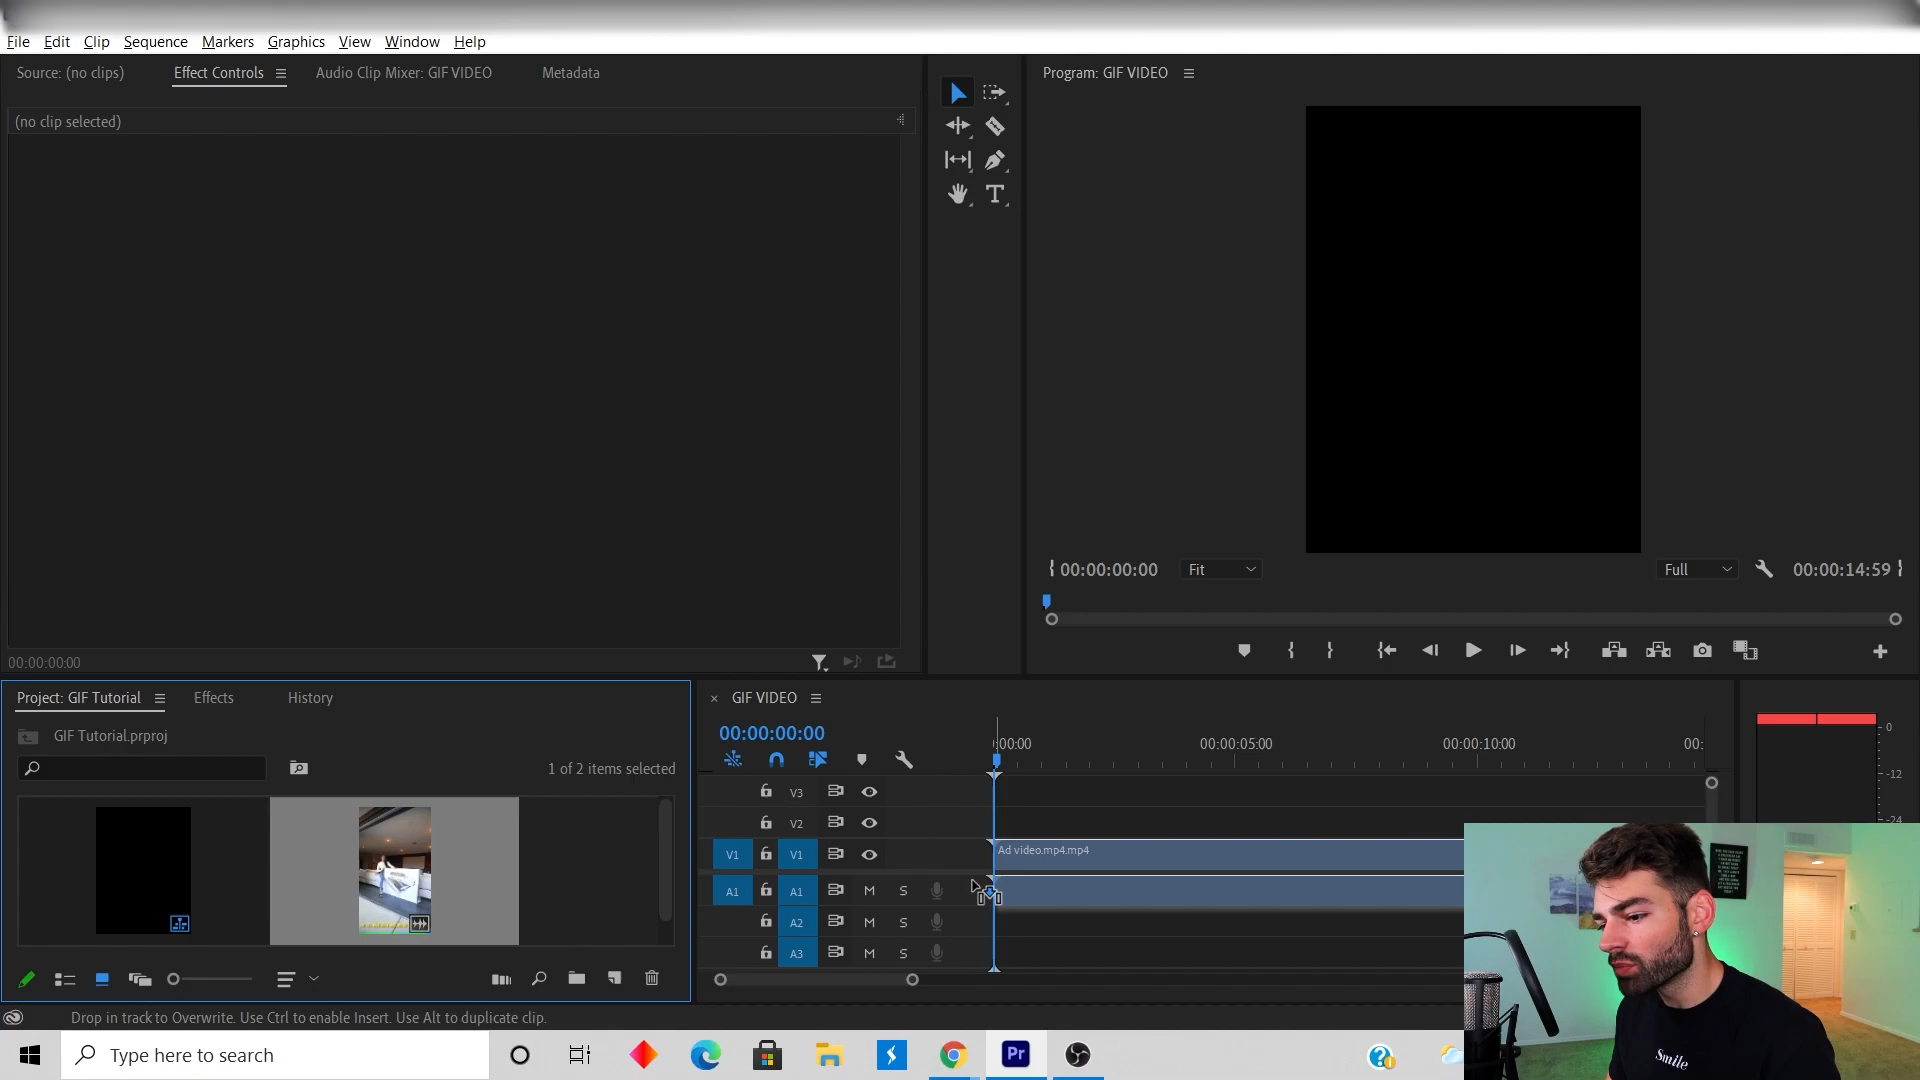 File Edit Clip Sequence Markers Graphics View Window Help
Source: (no clips) Effect Controls Audio Clip Mixer: GIF VIDEO Metadata
Program: GIF VIDEO
(no clip selected)
00:00:00:00 Fit Full 00:00:14:59
00:00:00:00
Project: GIF Tutorial Effects History
GIF Tutorial.prproj
1 of 2 items selected
× GIF VIDEO
00:00:00:00
:00:00 00:00:05:00 00:00:10:00 00:
V3
V2
V1 V1 Ad video.mp4.mp4
A1 A1 M S
A2 M S
A3 M S
0
-12
-24
Drop in track to Overwrite. Use Ctrl to enable Insert. Use Alt to duplicate clip.
Type here to search
Pr
Smile